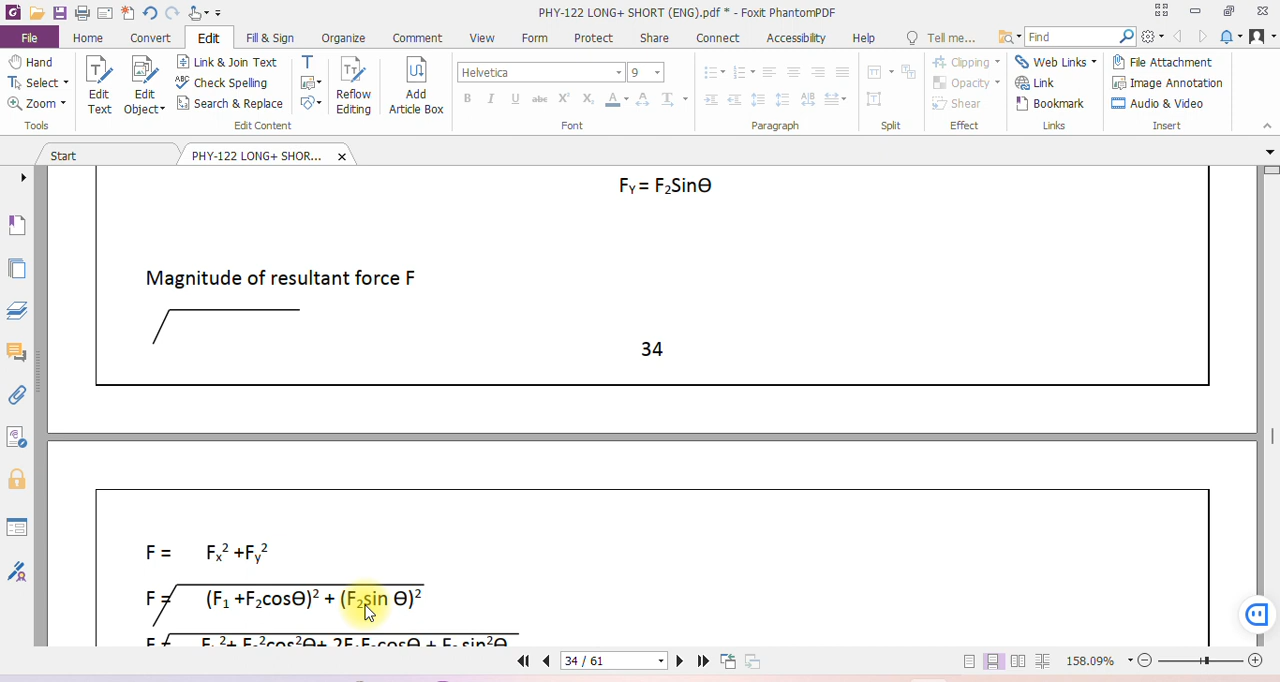 PHY-122 LONG+ SHORT (ENG).pdf * - Foxit PhantomPDF
File Home Convert Edit Fill & Sign Organize Comment View Form Protect Share Connect Accessibility Help Tell me... Find
Hand
Select
Zoom
Tools
Edit Text
Edit Object
Link & Join Text
Check Spelling
Search & Replace
Edit Content
Reflow Editing
Add Article Box
Helvetica 9
B I U abc X² X₂ A
Font
Paragraph
Split
Clipping
Opacity
Shear
Effect
Web Links
Link
Bookmark
Links
File Attachment
Image Annotation
Audio & Video
Insert
Start PHY-122 LONG+ SHOR...
Fᵧ = F₂SinΘ
Magnitude of resultant force F
34
F = Fₓ² +Fᵧ²
F = (F₁ +F₂cosΘ)² + (F₂sin Θ)²
34 / 61 158.09%